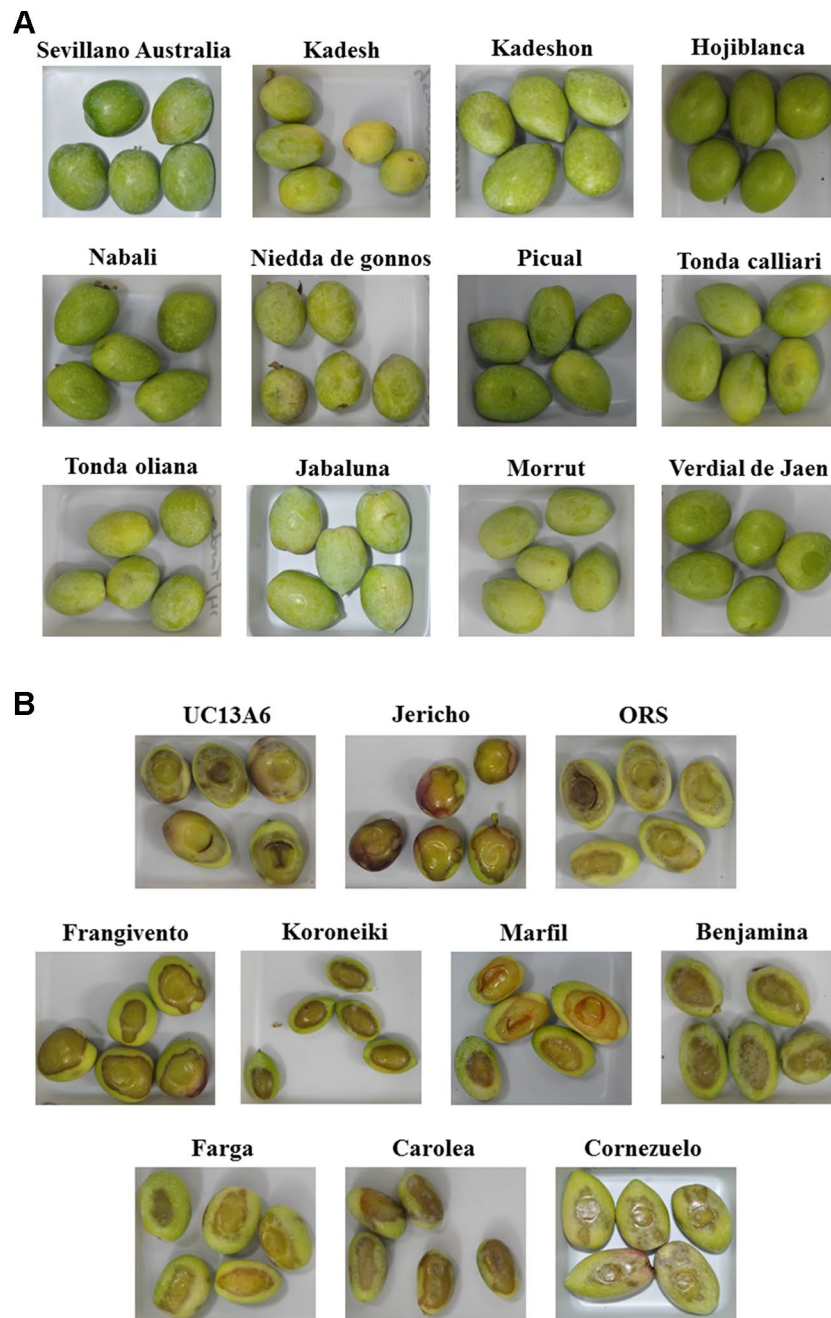 A
Sevillano Australia Kadesh Kadeshon Hojiblanca
Nabali Niedda de gonnos Picual Tonda calliari
Tonda oliana Jabaluna Morrut Verdial de Jaen
B
UC13A6 Jericho ORS
Frangivento Koroneiki Marfil Benjamina
Farga Carolea Cornezuelo